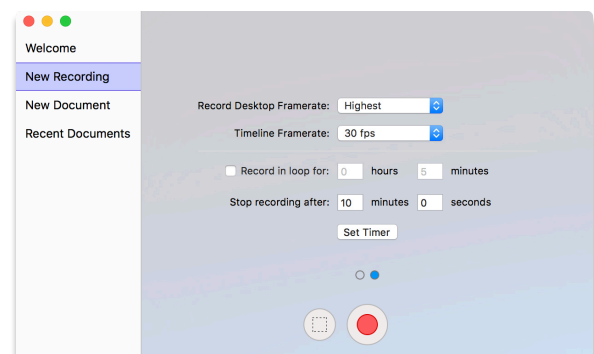 Welcome
New Recording
New Document
Recent Documents
Record Desktop Framerate: Highest
Timeline Framerate: 30 fps
Record in loop for: 0 hours 5 minutes
Stop recording after: 10 minutes 0 seconds
Set Timer